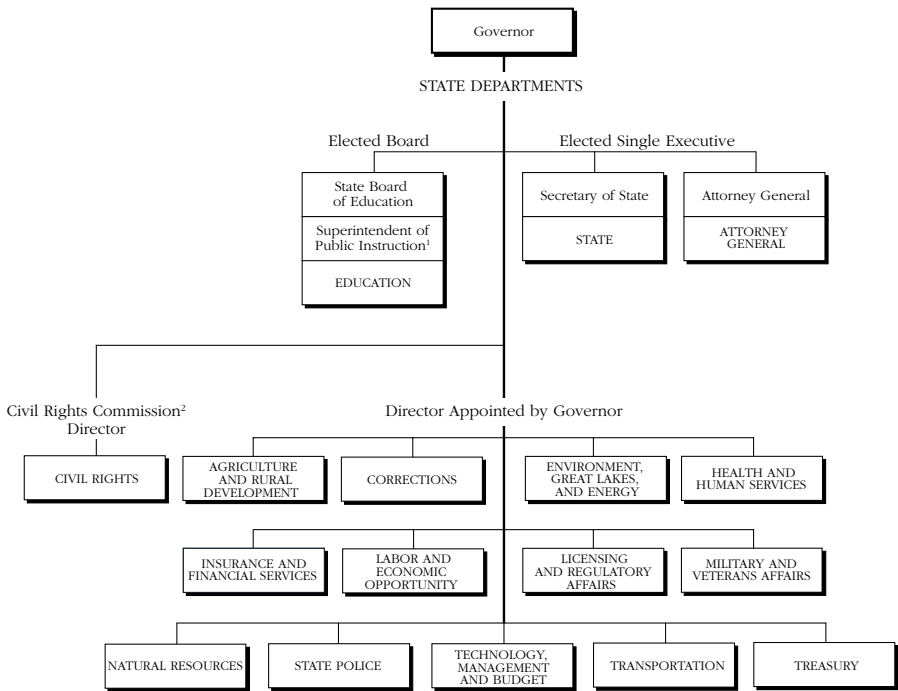 Governor
STATE DEPARTMENTS
Elected Board
Elected Single Executive
State Board
of Education
Superintendent of
Public Instruction¹
EDUCATION
Secretary of State
STATE
Attorney General
ATTORNEY
GENERAL
Civil Rights Commission²
Director
CIVIL RIGHTS
Director Appointed by Governor
AGRICULTURE
AND RURAL
DEVELOPMENT
CORRECTIONS
ENVIRONMENT,
GREAT LAKES,
AND ENERGY
HEALTH AND
HUMAN SERVICES
INSURANCE AND
FINANCIAL SERVICES
LABOR AND
ECONOMIC
OPPORTUNITY
LICENSING
AND REGULATORY
AFFAIRS
MILITARY AND
VETERANS AFFAIRS
NATURAL RESOURCES
STATE POLICE
TECHNOLOGY,
MANAGEMENT
AND BUDGET
TRANSPORTATION
TREASURY